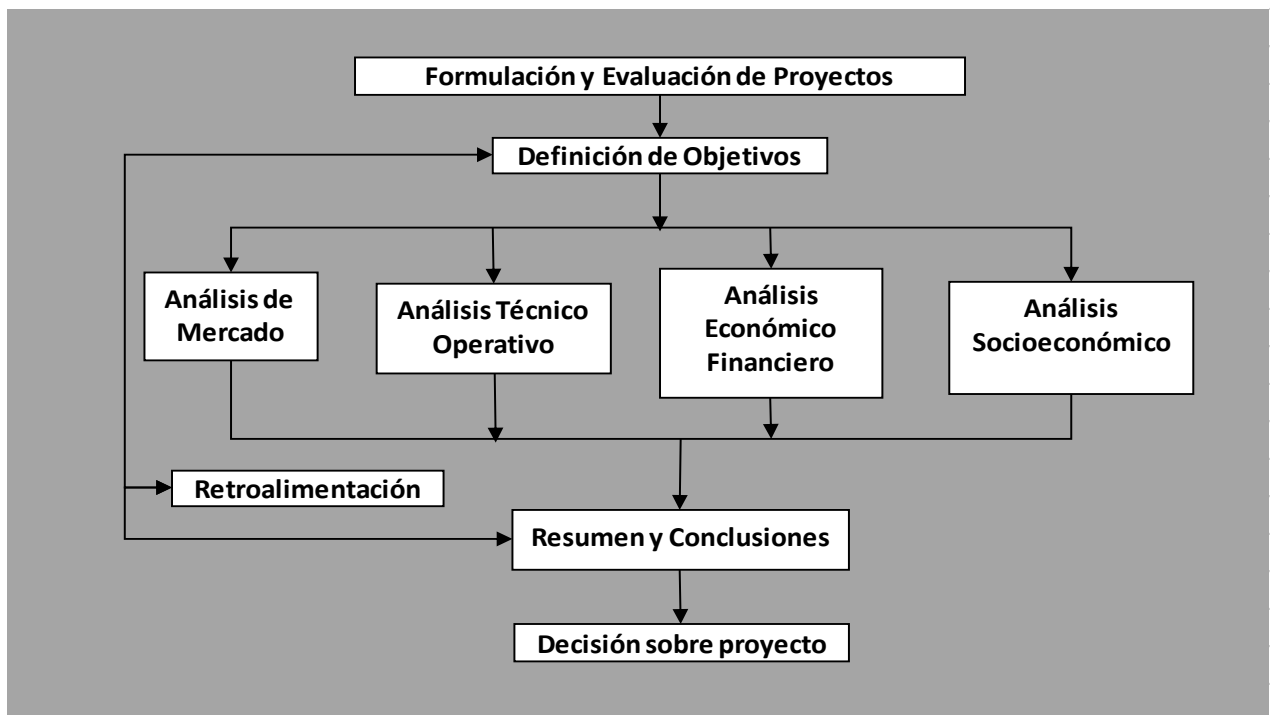 Formulación y Evaluación de Proyectos
Definición de Objetivos
Análisis de
Mercado
Análisis Técnico
Operativo
Análisis
Económico
Financiero
Análisis
Socioeconómico
Retroalimentación
Resumen y Conclusiones
Decisión sobre proyecto